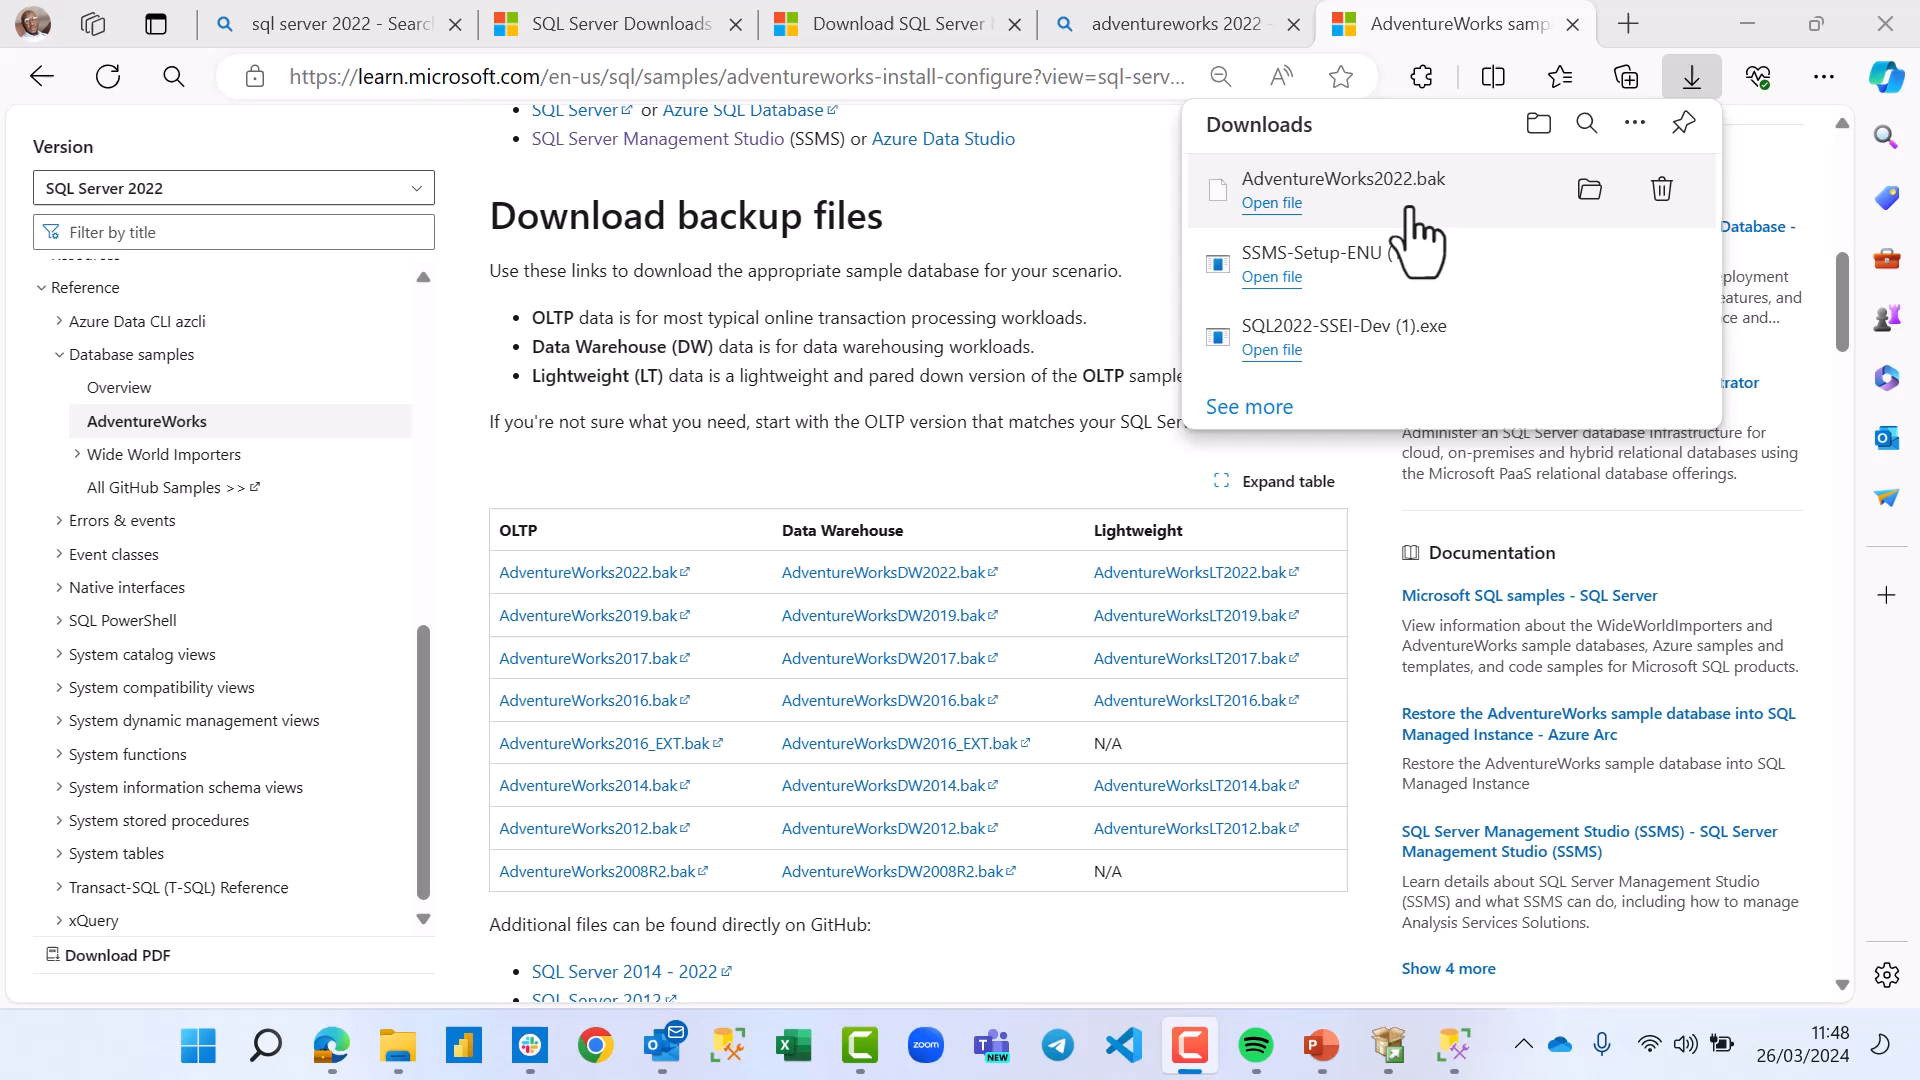 sql server 2022 - Search
SQL Server Downloads
Download SQL Server
adventureworks 2022 -
AdventureWorks samp
https://learn.microsoft.com/en-us/sql/samples/adventureworks-install-configure?view=sql-serv...
Version
SQL Server 2022
Filter by title
Reference
Azure Data CLI azcli
Database samples
Overview
AdventureWorks
Wide World Importers
All GitHub Samples >>
Errors & events
Event classes
Native interfaces
SQL PowerShell
System catalog views
System compatibility views
System dynamic management views
System functions
System information schema views
System stored procedures
System tables
Transact-SQL (T-SQL) Reference
xQuery
Download PDF
SQL Server or Azure SQL Database
SQL Server Management Studio (SSMS) or Azure Data Studio
Download backup files
Use these links to download the appropriate sample database for your scenario.
OLTP data is for most typical online transaction processing workloads.
Data Warehouse (DW) data is for data warehousing workloads.
Lightweight (LT) data is a lightweight and pared down version of the OLTP sample
If you're not sure what you need, start with the OLTP version that matches your SQL Ser
Expand table
OLTP Data Warehouse Lightweight
AdventureWorks2022.bak AdventureWorksDW2022.bak AdventureWorksLT2022.bak
AdventureWorks2019.bak AdventureWorksDW2019.bak AdventureWorksLT2019.bak
AdventureWorks2017.bak AdventureWorksDW2017.bak AdventureWorksLT2017.bak
AdventureWorks2016.bak AdventureWorksDW2016.bak AdventureWorksLT2016.bak
AdventureWorks2016_EXT.bak AdventureWorksDW2016_EXT.bak N/A
AdventureWorks2014.bak AdventureWorksDW2014.bak AdventureWorksLT2014.bak
AdventureWorks2012.bak AdventureWorksDW2012.bak AdventureWorksLT2012.bak
AdventureWorks2008R2.bak AdventureWorksDW2008R2.bak N/A
Additional files can be found directly on GitHub:
SQL Server 2014 - 2022
SQL Server 2012
Downloads
AdventureWorks2022.bak
Open file
SSMS-Setup-ENU (
Open file
SQL2022-SSEI-Dev (1).exe
Open file
See more
Database -
ployment
eatures, and
ce and...
rator
Administer an SQL Server database infrastructure for
cloud, on-premises and hybrid relational databases using
the Microsoft PaaS relational database offerings.
Documentation
Microsoft SQL samples - SQL Server
View information about the WideWorldImporters and
AdventureWorks sample databases, Azure samples and
templates, and code samples for Microsoft SQL products.
Restore the AdventureWorks sample database into SQL
Managed Instance - Azure Arc
Restore the AdventureWorks sample database into SQL
Managed Instance
SQL Server Management Studio (SSMS) - SQL Server
Management Studio (SSMS)
Learn details about SQL Server Management Studio
(SSMS) and what SSMS can do, including how to manage
Analysis Services Solutions.
Show 4 more
zoom
NEW
11:48
26/03/2024